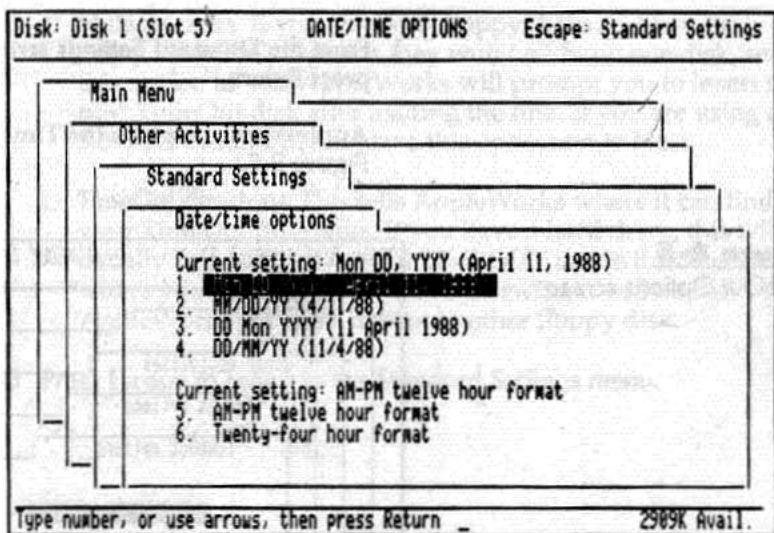 Disk: Disk 1 (Slot 5) DATE/TIME OPTIONS Escape: Standard Settings
Main Menu
Other Activities
Standard Settings
Date/time options
Current setting: Mon DD, YYYY (April 11, 1988)
2. MM/DD/YY (4/11/88)
3. DD Mon YYYY (11 April 1988)
4. DD/MM/YY (11/4/88)
Current setting: AM-PM twelve hour format
5. AM-PM twelve hour format
6. Twenty-four hour format
Type number, or use arrows, then press Return _ 2909K Avail.